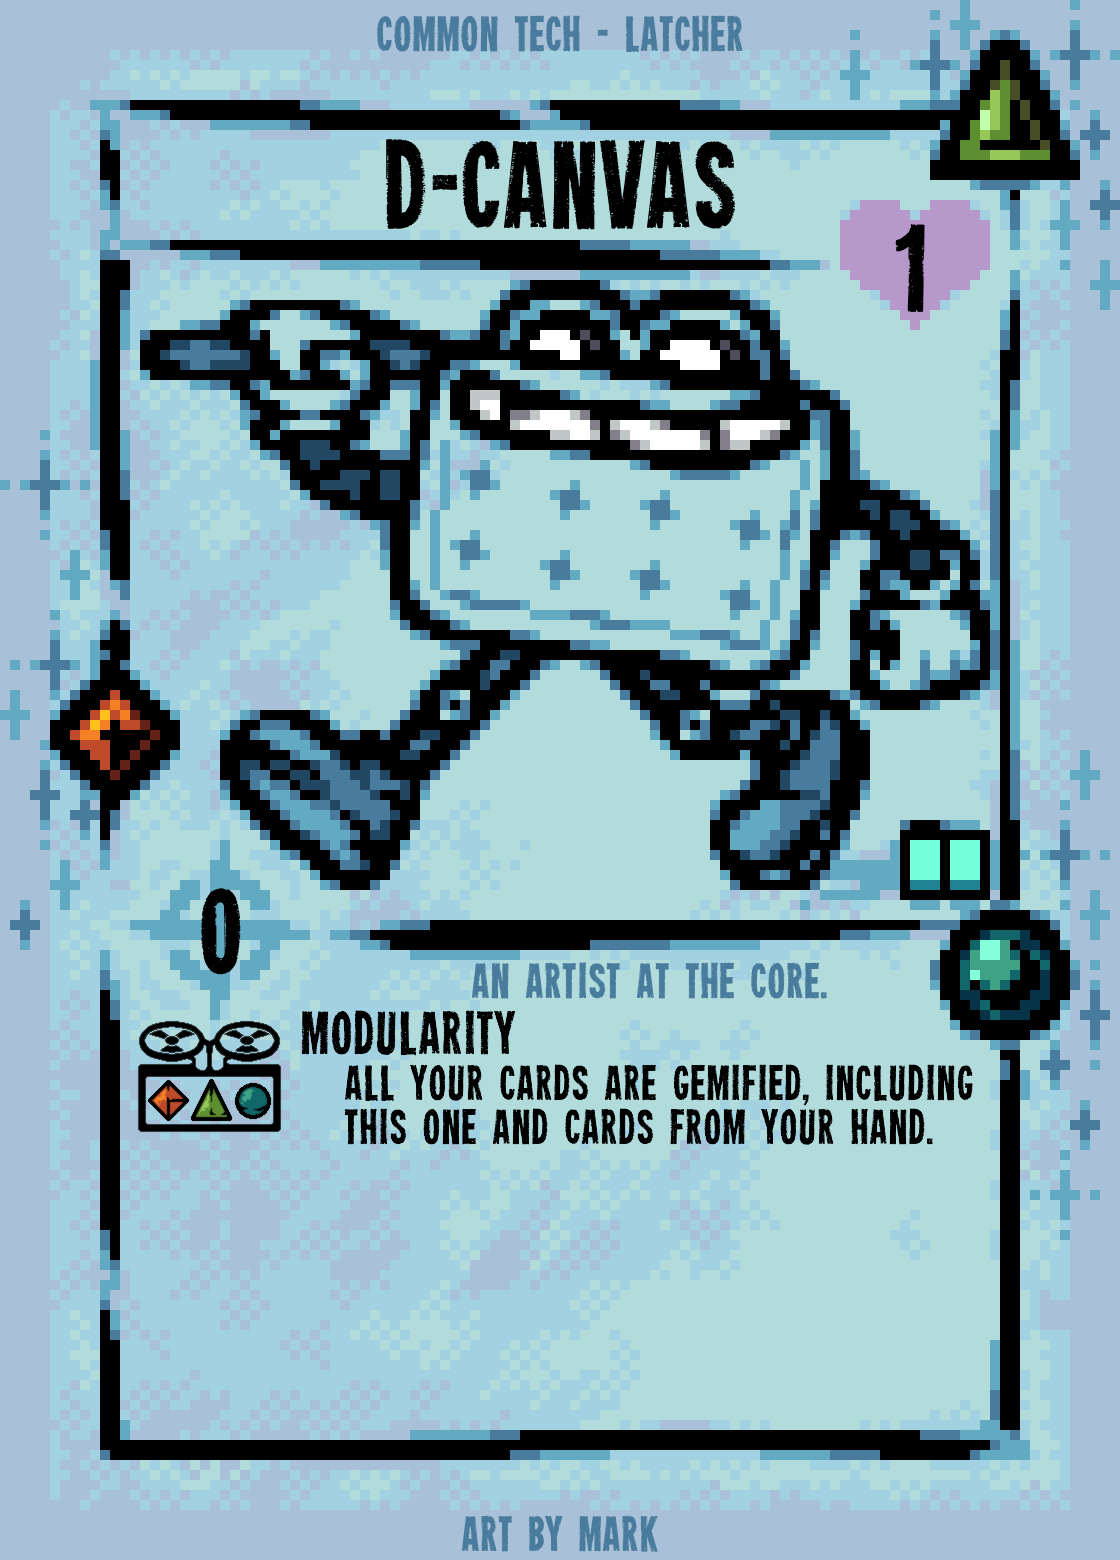 COMMON TECH - LATCHER
D-CANVAS
1
0
AN ARTIST AT THE CORE.
MODULARITY
ALL YOUR CARDS ARE GEMIFIED, INCLUDING
THIS ONE AND CARDS FROM YOUR HAND.
ART BY MARK